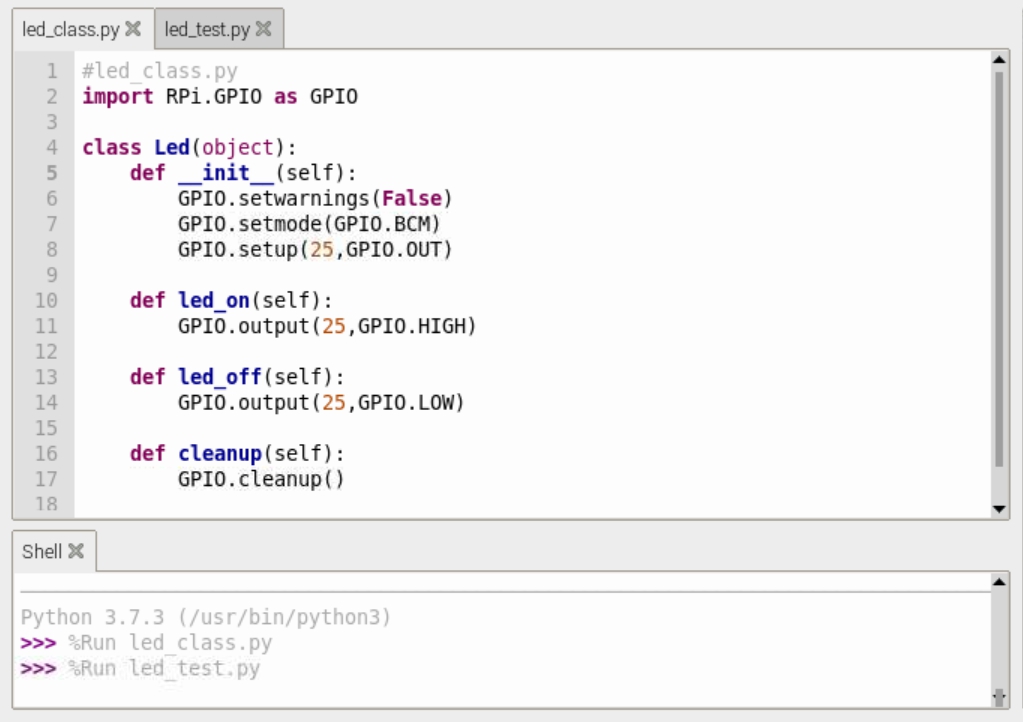 led_class.py led_test.py
1 #led_class.py
2 import RPi.GPIO as GPIO
3
4 class Led(object):
5     def __init__(self):
6         GPIO.setwarnings(False)
7         GPIO.setmode(GPIO.BCM)
8         GPIO.setup(25,GPIO.OUT)
9
10     def led_on(self):
11         GPIO.output(25,GPIO.HIGH)
12
13     def led_off(self):
14         GPIO.output(25,GPIO.LOW)
15
16     def cleanup(self):
17         GPIO.cleanup()
18
Shell
Python 3.7.3 (/usr/bin/python3)
>>> %Run led_class.py
>>> %Run led_test.py